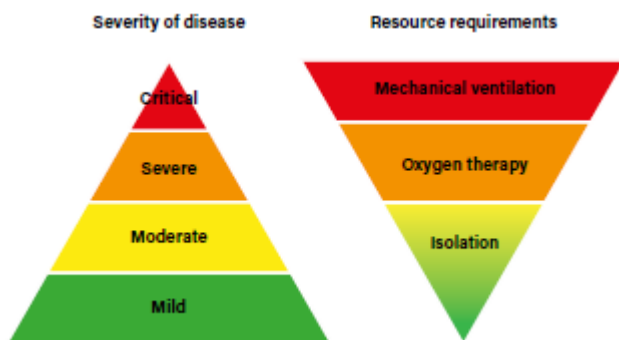 Severity of disease
Resource requirements
Critical
Severe
Moderate
Mild
Mechanical ventilation
Oxygen therapy
Isolation